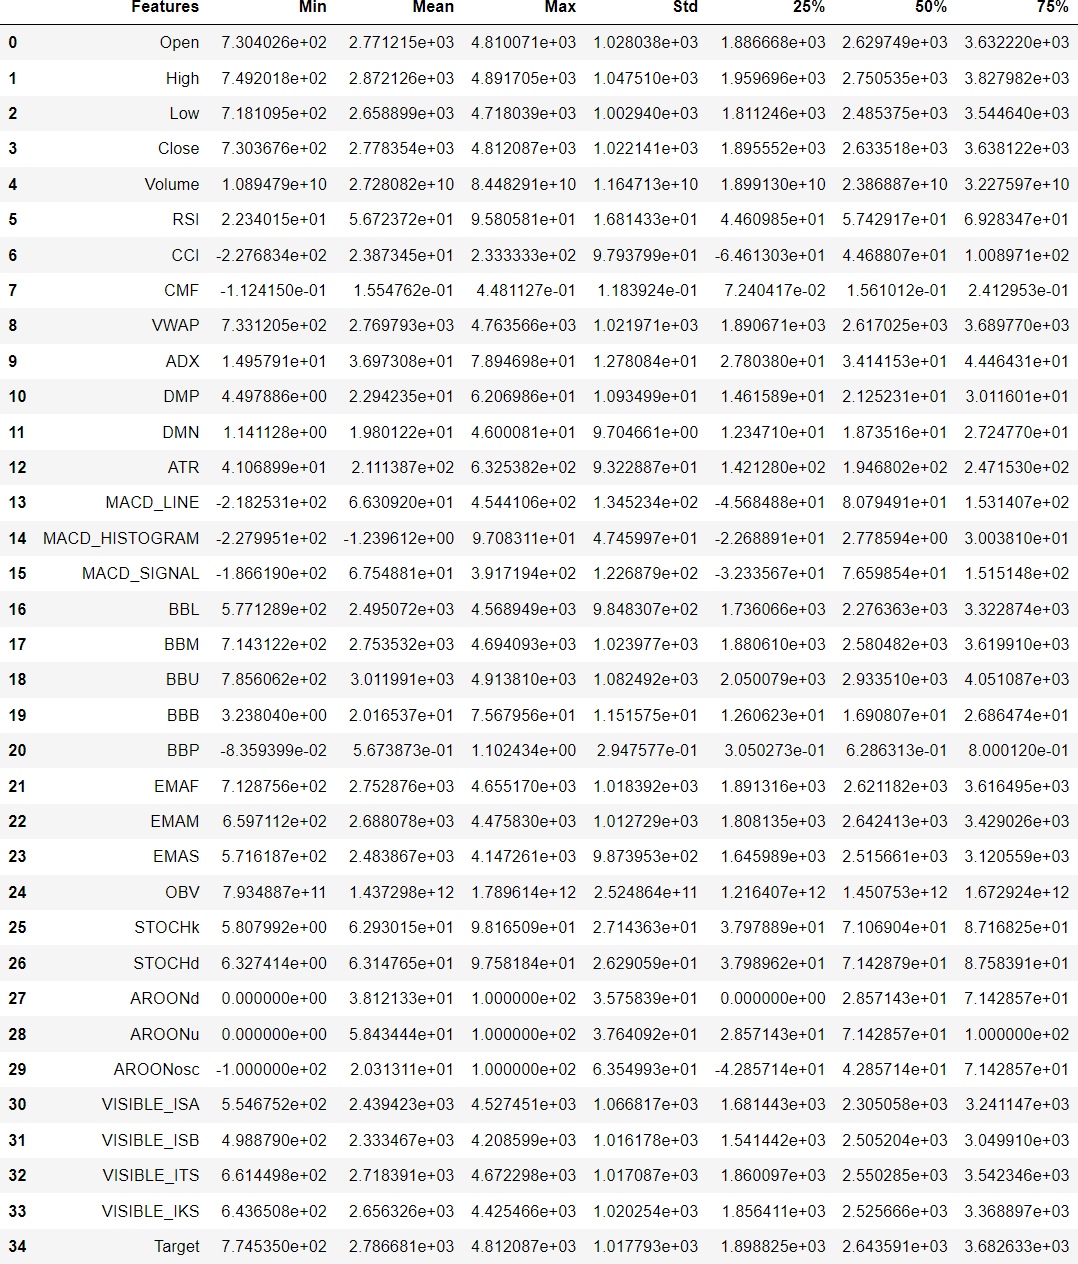 Features Min Mean Max Std 25% 50% 75%
0 Open 7.304026e+02 2.771215e+03 4.810071e+03 1.028038e+03 1.886668e+03 2.629749e+03 3.632220e+03
1 High 7.492018e+02 2.872126e+03 4.891705e+03 1.047510e+03 1.959696e+03 2.750535e+03 3.827982e+03
2 Low 7.181095e+02 2.658899e+03 4.718039e+03 1.002940e+03 1.811246e+03 2.485375e+03 3.544640e+03
3 Close 7.303676e+02 2.778354e+03 4.812087e+03 1.022141e+03 1.895552e+03 2.633518e+03 3.638122e+03
4 Volume 1.089479e+10 2.728082e+10 8.448291e+10 1.164713e+10 1.899130e+10 2.386887e+10 3.227597e+10
5 RSI 2.234015e+01 5.672372e+01 9.580581e+01 1.681433e+01 4.460985e+01 5.742917e+01 6.928347e+01
6 CCI -2.276834e+02 2.387345e+01 2.333333e+02 9.793799e+01 -6.461303e+01 4.468807e+01 1.008971e+02
7 CMF -1.124150e-01 1.554762e-01 4.481127e-01 1.183924e-01 7.240417e-02 1.561012e-01 2.412953e-01
8 VWAP 7.331205e+02 2.769793e+03 4.763566e+03 1.021971e+03 1.890671e+03 2.617025e+03 3.689770e+03
9 ADX 1.495791e+01 3.697308e+01 7.894698e+01 1.278084e+01 2.780380e+01 3.414153e+01 4.446431e+01
10 DMP 4.497886e+00 2.294235e+01 6.206986e+01 1.093499e+01 1.461589e+01 2.125231e+01 3.011601e+01
11 DMN 1.141128e+00 1.980122e+01 4.600081e+01 9.704661e+00 1.234710e+01 1.873516e+01 2.724770e+01
12 ATR 4.106899e+01 2.111387e+02 6.325382e+02 9.322887e+01 1.421280e+02 1.946802e+02 2.471530e+02
13 MACD_LINE -2.182531e+02 6.630920e+01 4.544106e+02 1.345234e+02 -4.568488e+01 8.079491e+01 1.531407e+02
14 MACD_HISTOGRAM -2.279951e+02 -1.239612e+00 9.708311e+01 4.745997e+01 -2.268891e+01 2.778594e+00 3.003810e+01
15 MACD_SIGNAL -1.866190e+02 6.754881e+01 3.917194e+02 1.226879e+02 -3.233567e+01 7.659854e+01 1.515148e+02
16 BBL 5.771289e+02 2.495072e+03 4.568949e+03 9.848307e+02 1.736066e+03 2.276363e+03 3.322874e+03
17 BBM 7.143122e+02 2.753532e+03 4.694093e+03 1.023977e+03 1.880610e+03 2.580482e+03 3.619910e+03
18 BBU 7.856062e+02 3.011991e+03 4.913810e+03 1.082492e+03 2.050079e+03 2.933510e+03 4.051087e+03
19 BBB 3.238040e+00 2.016537e+01 7.567956e+01 1.151575e+01 1.260623e+01 1.690807e+01 2.686474e+01
20 BBP -8.359399e-02 5.673873e-01 1.102434e+00 2.947577e-01 3.050273e-01 6.286313e-01 8.000120e-01
21 EMAF 7.128756e+02 2.752876e+03 4.655170e+03 1.018392e+03 1.891316e+03 2.621182e+03 3.616495e+03
22 EMAM 6.597112e+02 2.688078e+03 4.475830e+03 1.012729e+03 1.808135e+03 2.642413e+03 3.429026e+03
23 EMAS 5.716187e+02 2.483867e+03 4.147261e+03 9.873953e+02 1.645989e+03 2.515661e+03 3.120559e+03
24 OBV 7.934887e+11 1.437298e+12 1.789614e+12 2.524864e+11 1.216407e+12 1.450753e+12 1.672924e+12
25 STOCHk 5.807992e+00 6.293015e+01 9.816509e+01 2.714363e+01 3.797889e+01 7.106904e+01 8.716825e+01
26 STOCHd 6.327414e+00 6.314765e+01 9.758184e+01 2.629059e+01 3.798962e+01 7.142879e+01 8.758391e+01
27 AROONd 0.000000e+00 3.812133e+01 1.000000e+02 3.575839e+01 0.000000e+00 2.857143e+01 7.142857e+01
28 AROONu 0.000000e+00 5.843444e+01 1.000000e+02 3.764092e+01 2.857143e+01 7.142857e+01 1.000000e+02
29 AROONosc -1.000000e+02 2.031311e+01 1.000000e+02 6.354993e+01 -4.285714e+01 4.285714e+01 7.142857e+01
30 VISIBLE_ISA 5.546752e+02 2.439423e+03 4.527451e+03 1.066817e+03 1.681443e+03 2.305058e+03 3.241147e+03
31 VISIBLE_ISB 4.988790e+02 2.333467e+03 4.208599e+03 1.016178e+03 1.541442e+03 2.505204e+03 3.049910e+03
32 VISIBLE_ITS 6.614498e+02 2.718391e+03 4.672298e+03 1.017087e+03 1.860097e+03 2.550285e+03 3.542346e+03
33 VISIBLE_IKS 6.436508e+02 2.656326e+03 4.425466e+03 1.020254e+03 1.856411e+03 2.525666e+03 3.368897e+03
34 Target 7.745350e+02 2.786681e+03 4.812087e+03 1.017793e+03 1.898825e+03 2.643591e+03 3.682633e+03